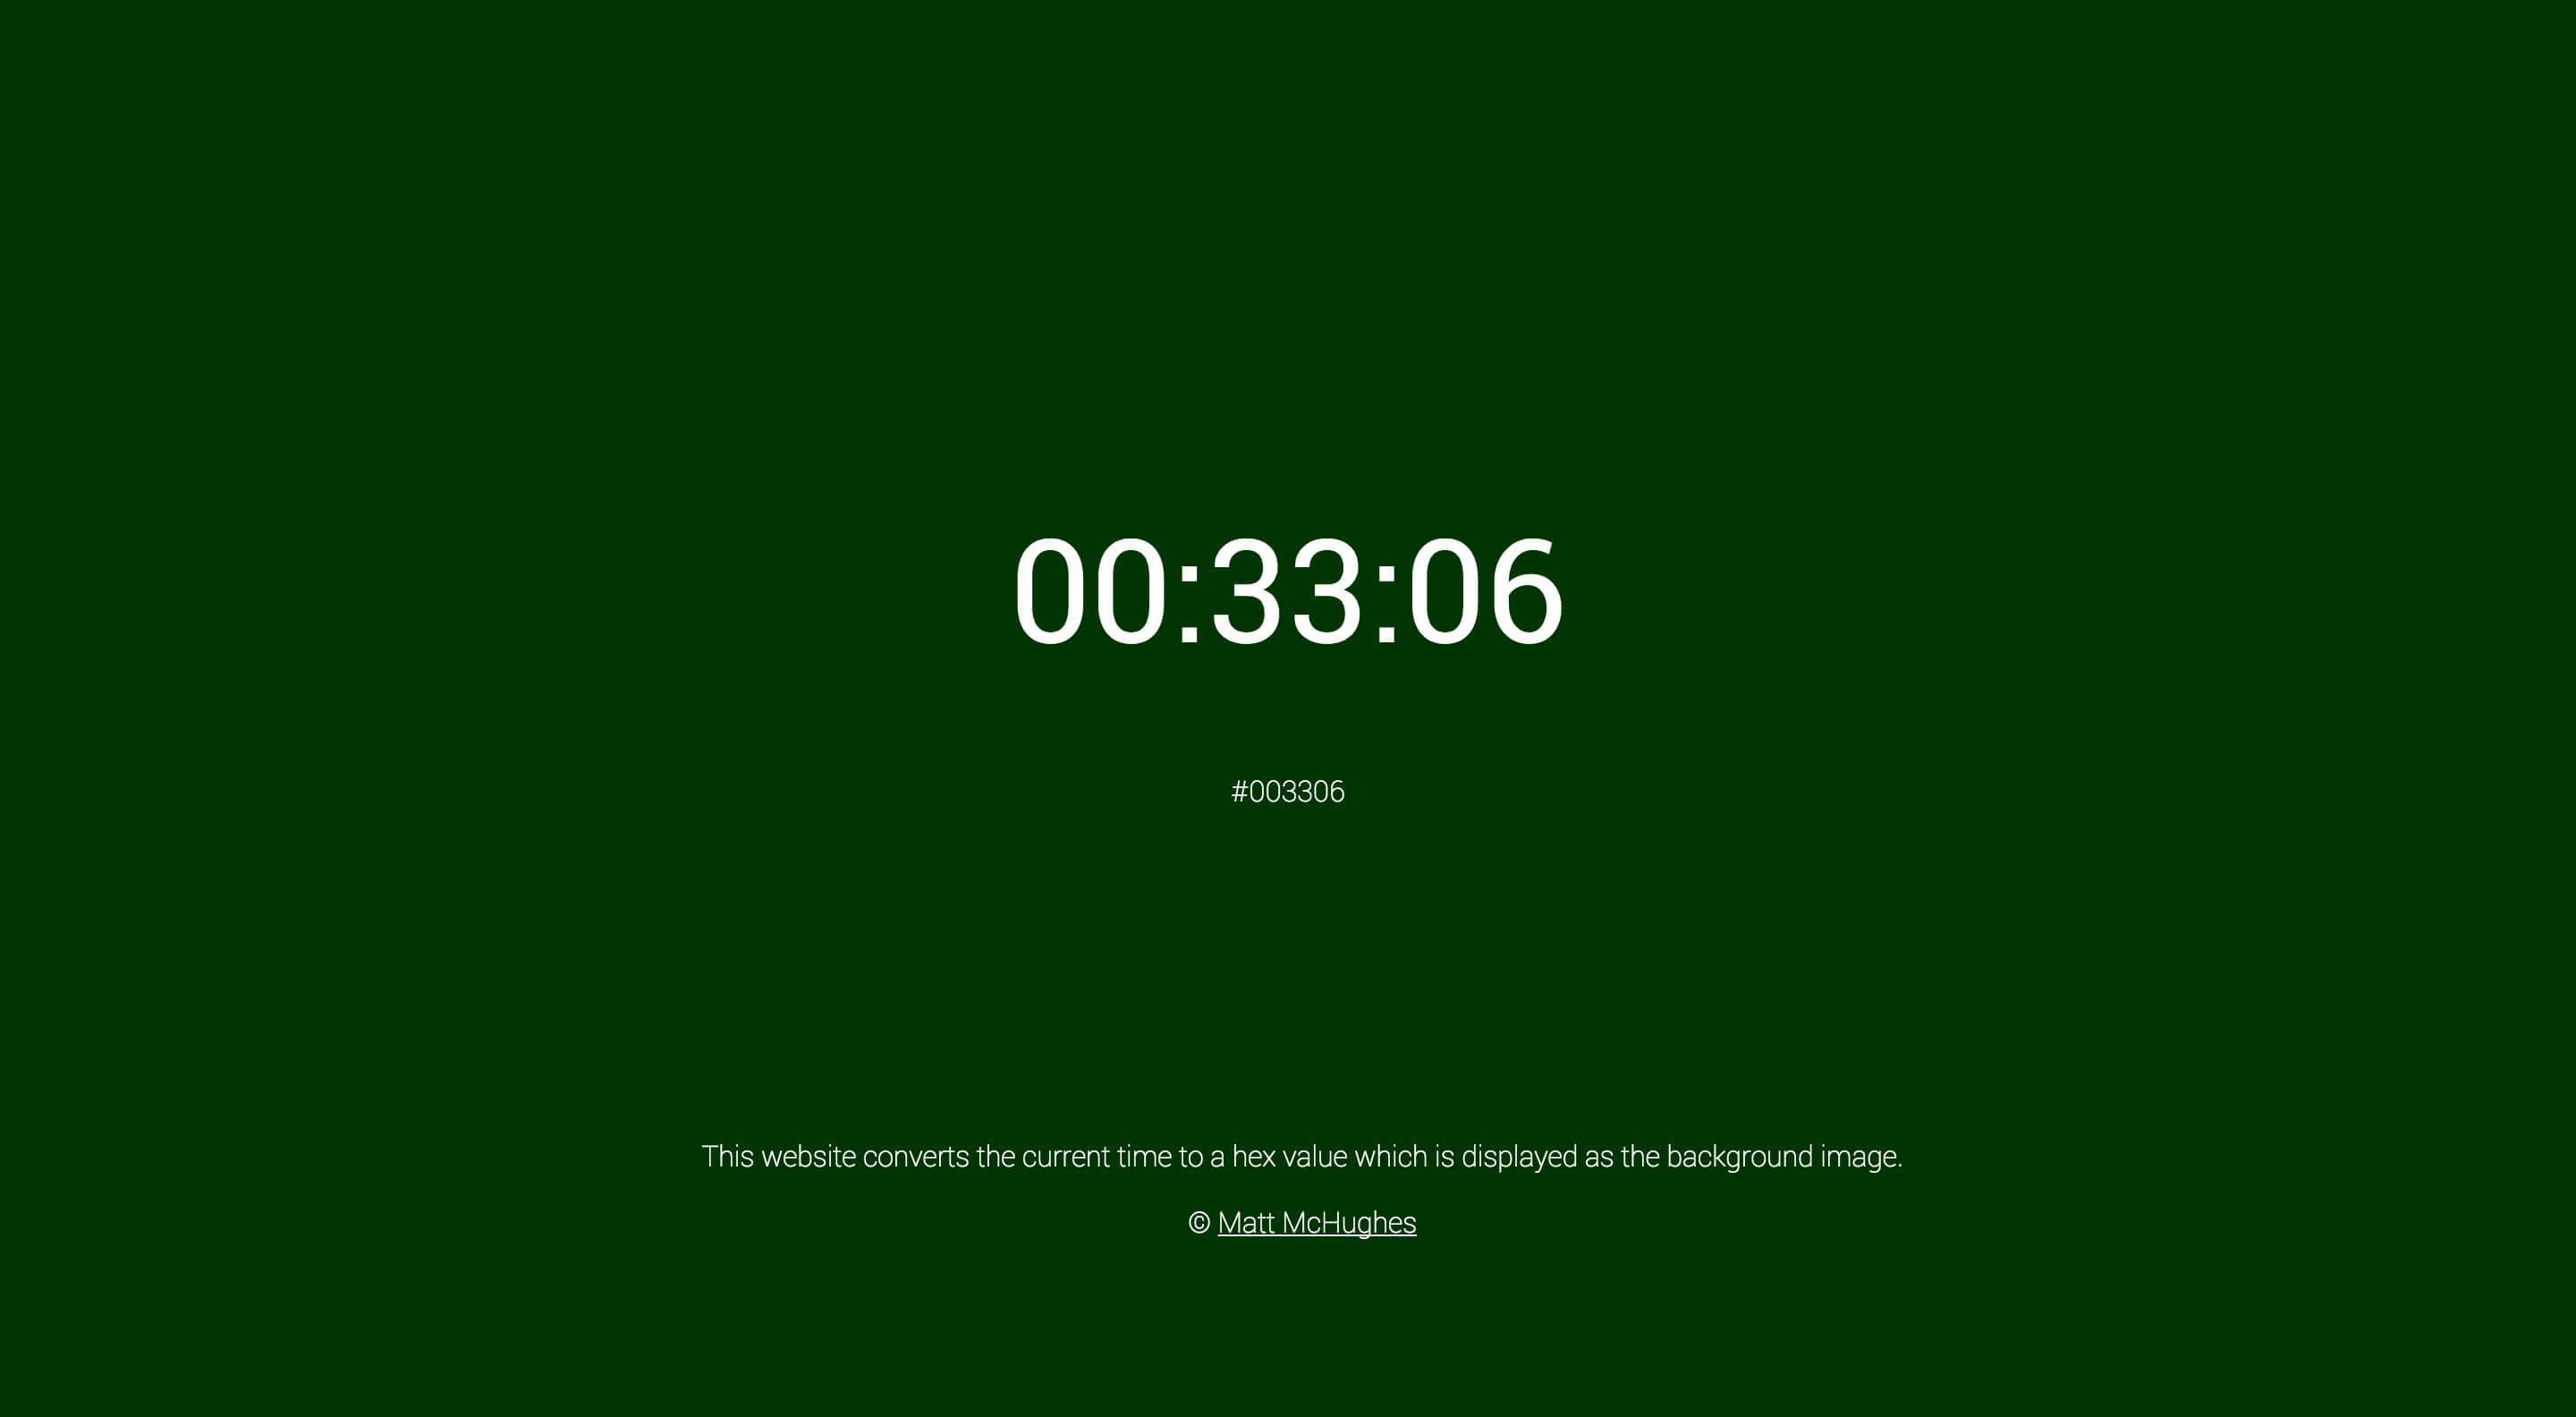 00:33:06
#003306
This website converts the current time to a hex value which is displayed as the background image.
© Matt McHughes